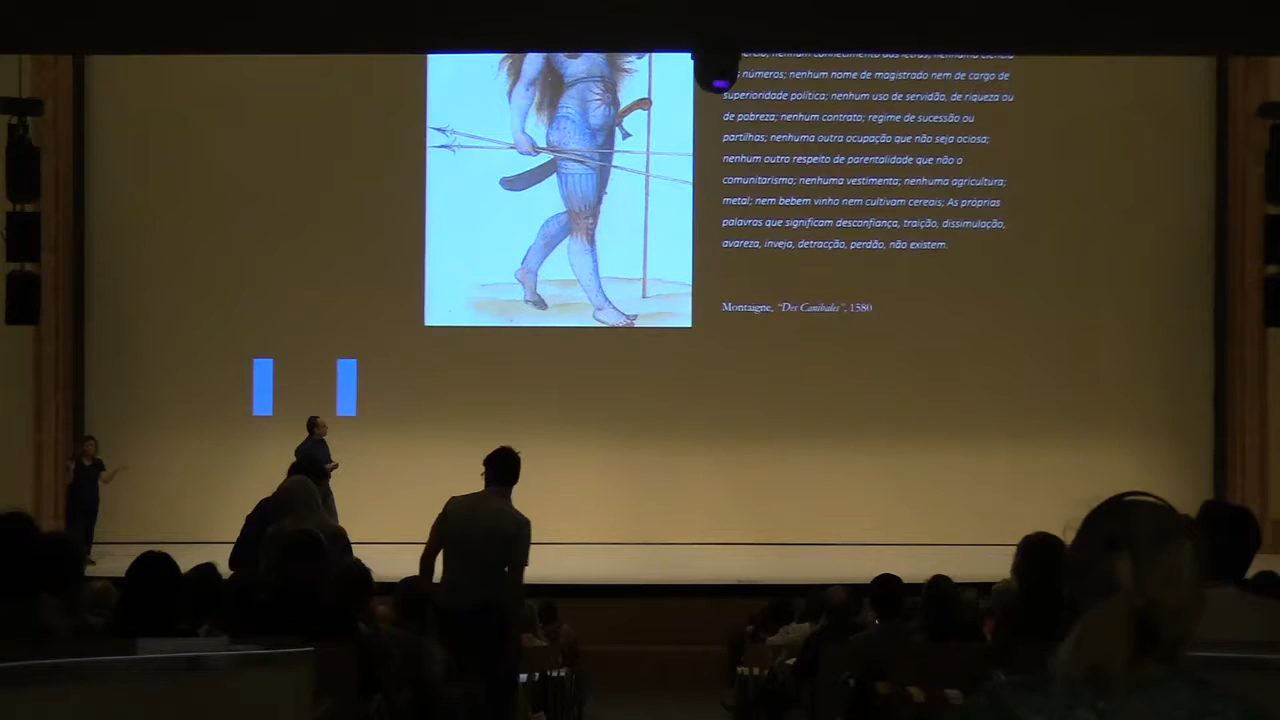 nenhum conhecimento das letras, nenhuma ciência
números; nenhum nome de magistrado nem de cargo de
superioridade política; nenhum uso de servidão, de riqueza ou
de pobreza; nenhum contrato; regime de sucessão ou
partilhas; nenhuma outra ocupação que não seja ociosa;
nenhum outro respeito de parentalidade que não o
comunitarismo; nenhuma vestimenta; nenhuma agricultura;
metal; nem bebem vinho nem cultivam cereais; As próprias
palavras que significam desconfiança, traição, dissimulação,
avareza, inveja, detracção, perdão, não existem.
Montaigne, “Des Canibales”, 1580